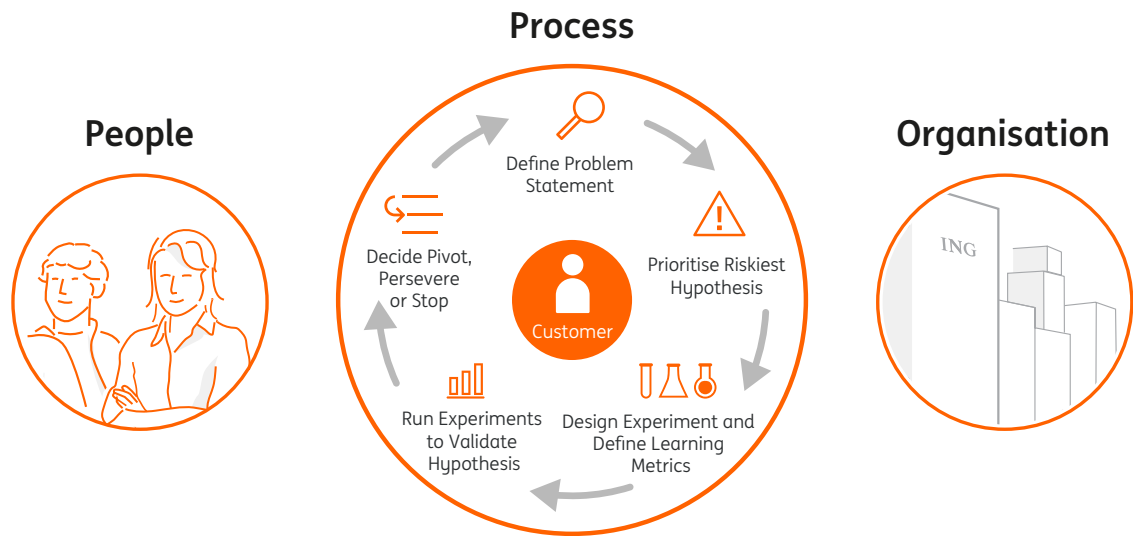 Process
People
Organisation
Define Problem
Statement
Prioritise Riskiest
Hypothesis
Design Experiment and
Define Learning
Metrics
Run Experiments
to Validate
Hypothesis
Decide Pivot,
Persevere
or Stop
Customer
ING